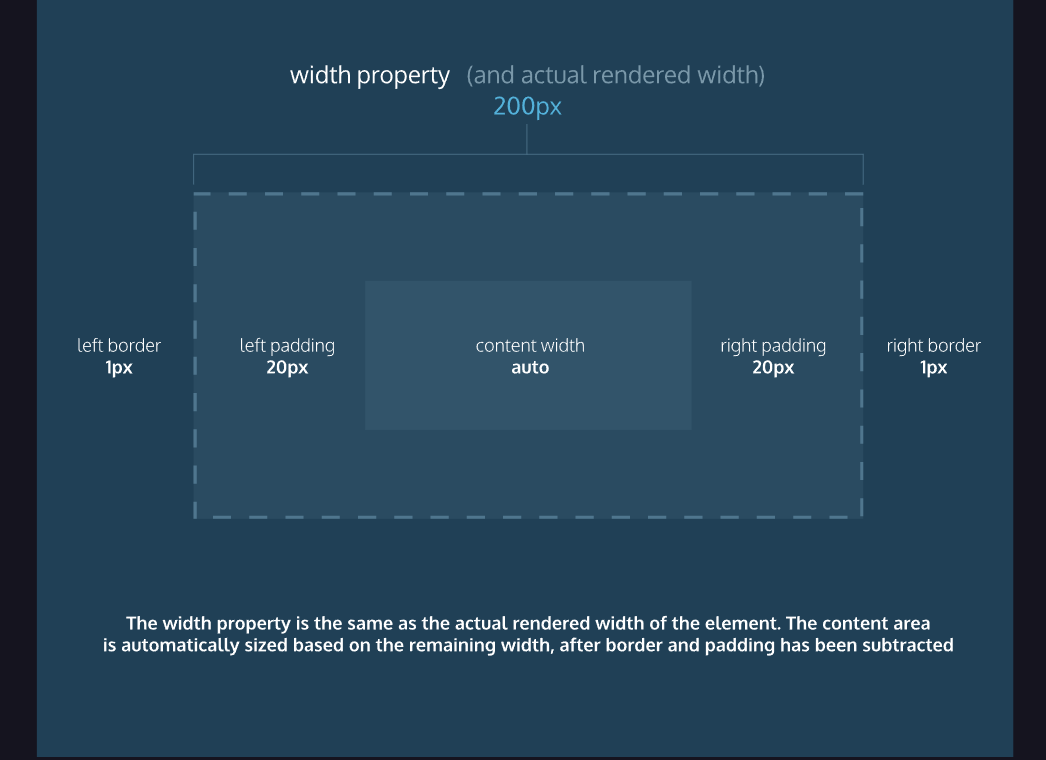 width property (and actual rendered width)
200px
left border
1px
left padding
20px
content width
auto
right padding
20px
right border
1px
The width property is the same as the actual rendered width of the element. The content area
is automatically sized based on the remaining width, after border and padding has been subtracted